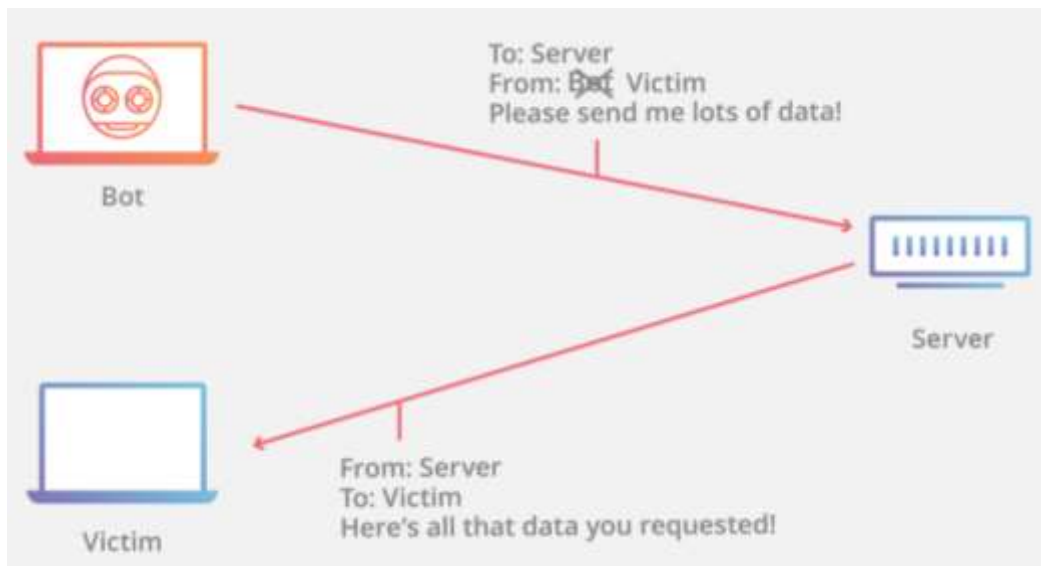 To: Server
From: Bot Victim
Please send me lots of data!
Bot
Server
From: Server
To: Victim
Here's all that data you requested!
Victim